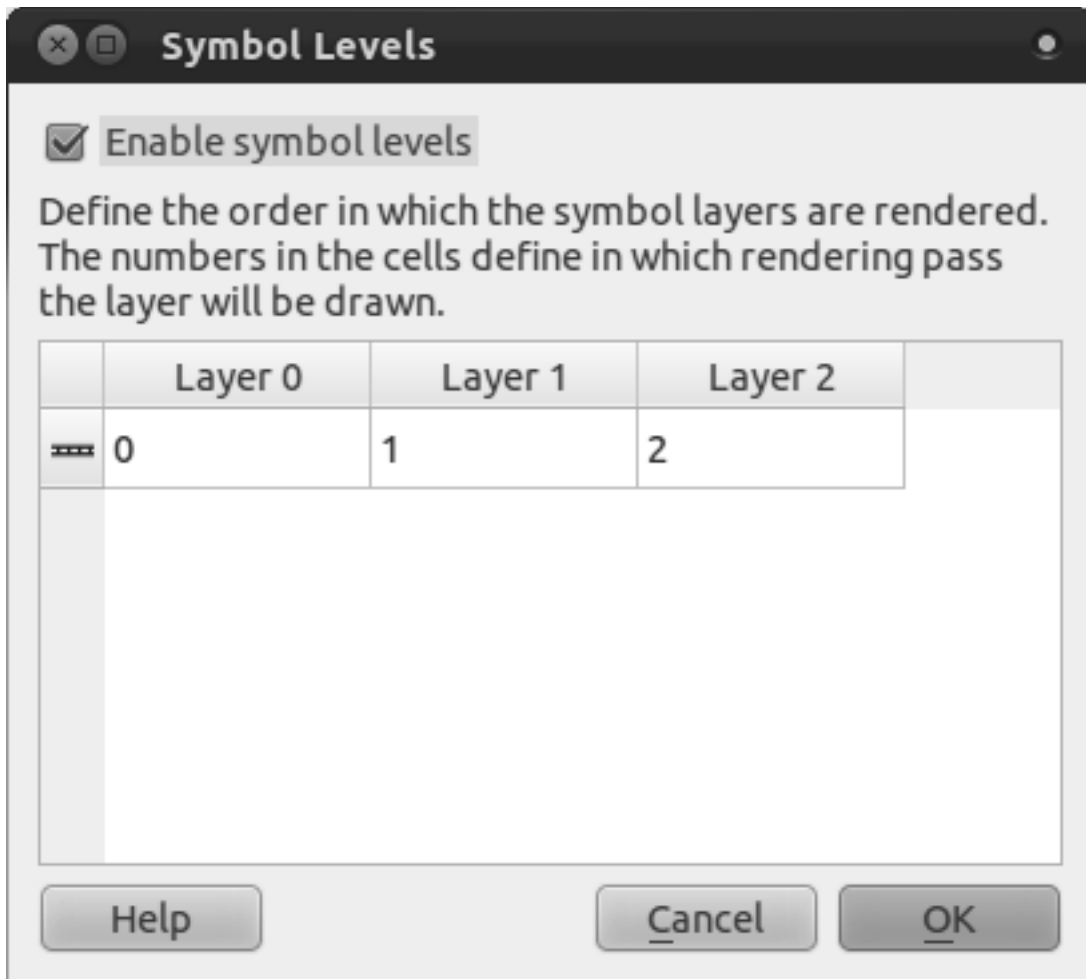 Symbol Levels
Enable symbol levels
Define the order in which the symbol layers are rendered.
The numbers in the cells define in which rendering pass
the layer will be drawn.
Layer 0 Layer 1 Layer 2
0 1 2
Help Cancel OK